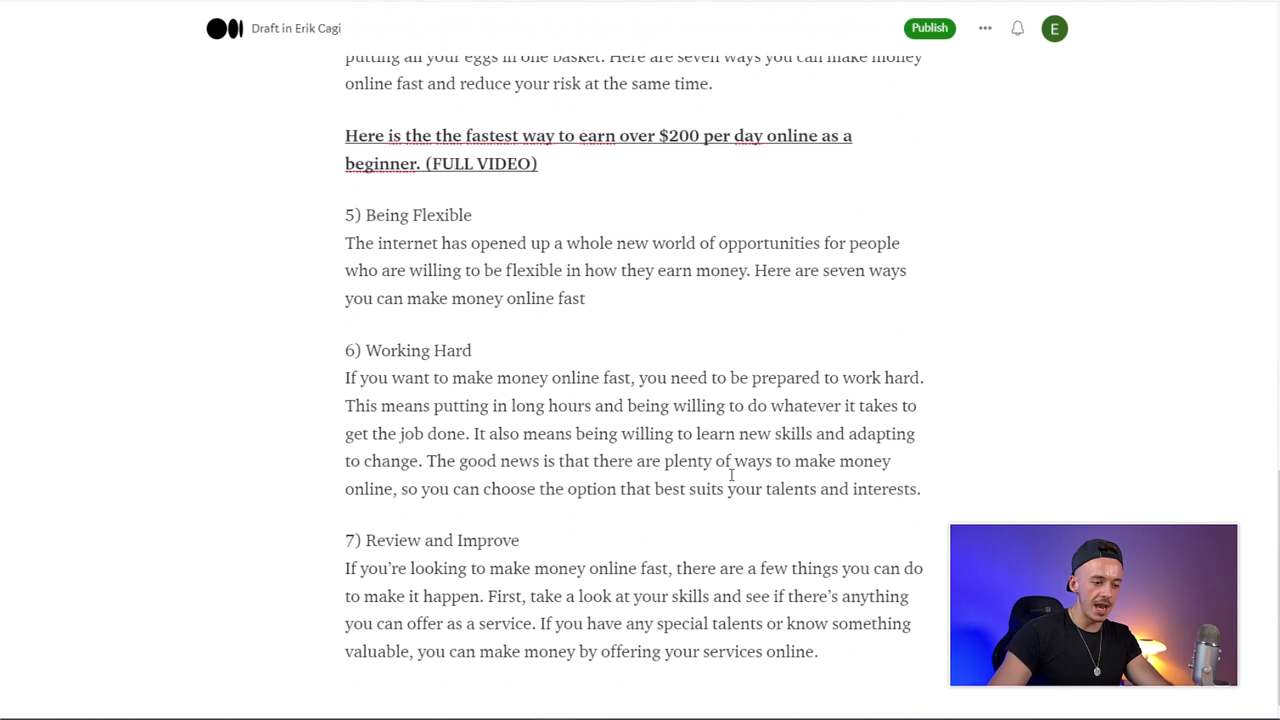 Draft in Erik Cagi
Publish
E
putting all your eggs in one basket. Here are seven ways you can make money
online fast and reduce your risk at the same time.
Here is the the fastest way to earn over $200 per day online as a
beginner. (FULL VIDEO)
5) Being Flexible
The internet has opened up a whole new world of opportunities for people
who are willing to be flexible in how they earn money. Here are seven ways
you can make money online fast
6) Working Hard
If you want to make money online fast, you need to be prepared to work hard.
This means putting in long hours and being willing to do whatever it takes to
get the job done. It also means being willing to learn new skills and adapting
to change. The good news is that there are plenty of ways to make money
online, so you can choose the option that best suits your talents and interests.
7) Review and Improve
If you’re looking to make money online fast, there are a few things you can do
to make it happen. First, take a look at your skills and see if there’s anything
you can offer as a service. If you have any special talents or know something
valuable, you can make money by offering your services online.